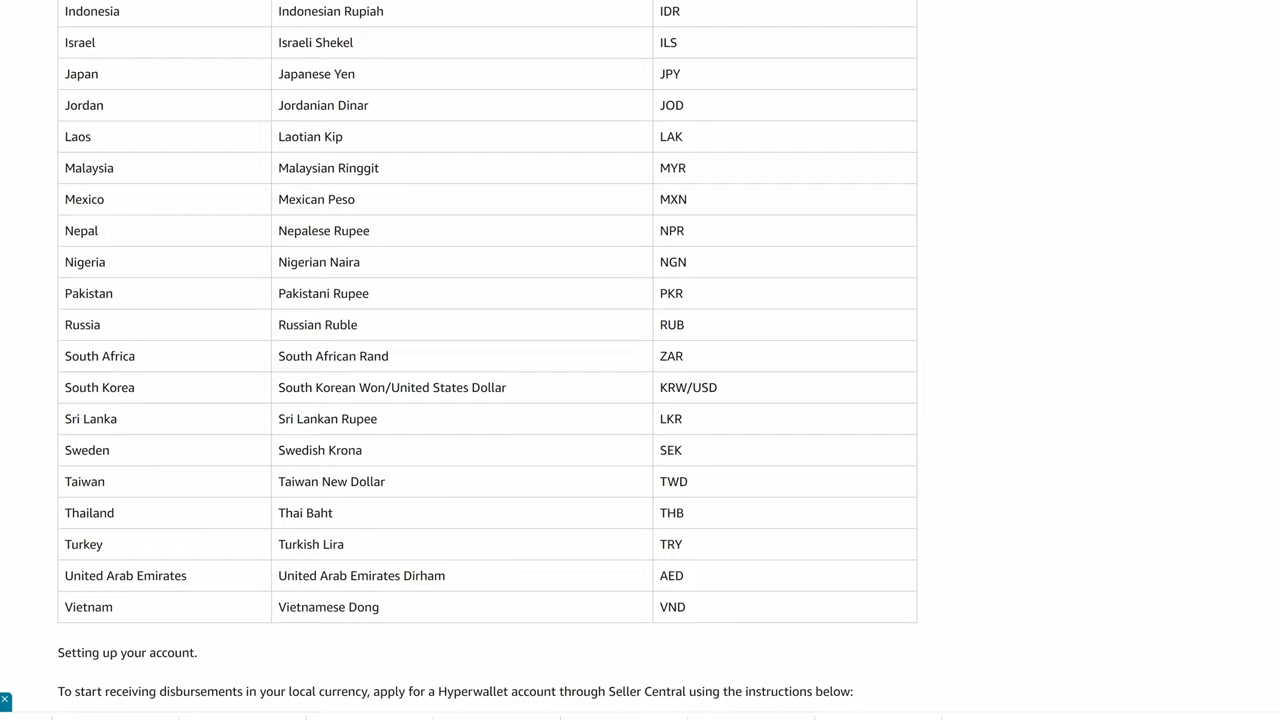 Indonesia Indonesian Rupiah IDR
Israel Israeli Shekel ILS
Japan Japanese Yen JPY
Jordan Jordanian Dinar JOD
Laos Laotian Kip LAK
Malaysia Malaysian Ringgit MYR
Mexico Mexican Peso MXN
Nepal Nepalese Rupee NPR
Nigeria Nigerian Naira NGN
Pakistan Pakistani Rupee PKR
Russia Russian Ruble RUB
South Africa South African Rand ZAR
South Korea South Korean Won/United States Dollar KRW/USD
Sri Lanka Sri Lankan Rupee LKR
Sweden Swedish Krona SEK
Taiwan Taiwan New Dollar TWD
Thailand Thai Baht THB
Turkey Turkish Lira TRY
United Arab Emirates United Arab Emirates Dirham AED
Vietnam Vietnamese Dong VND
Setting up your account.
To start receiving disbursements in your local currency, apply for a Hyperwallet account through Seller Central using the instructions below: